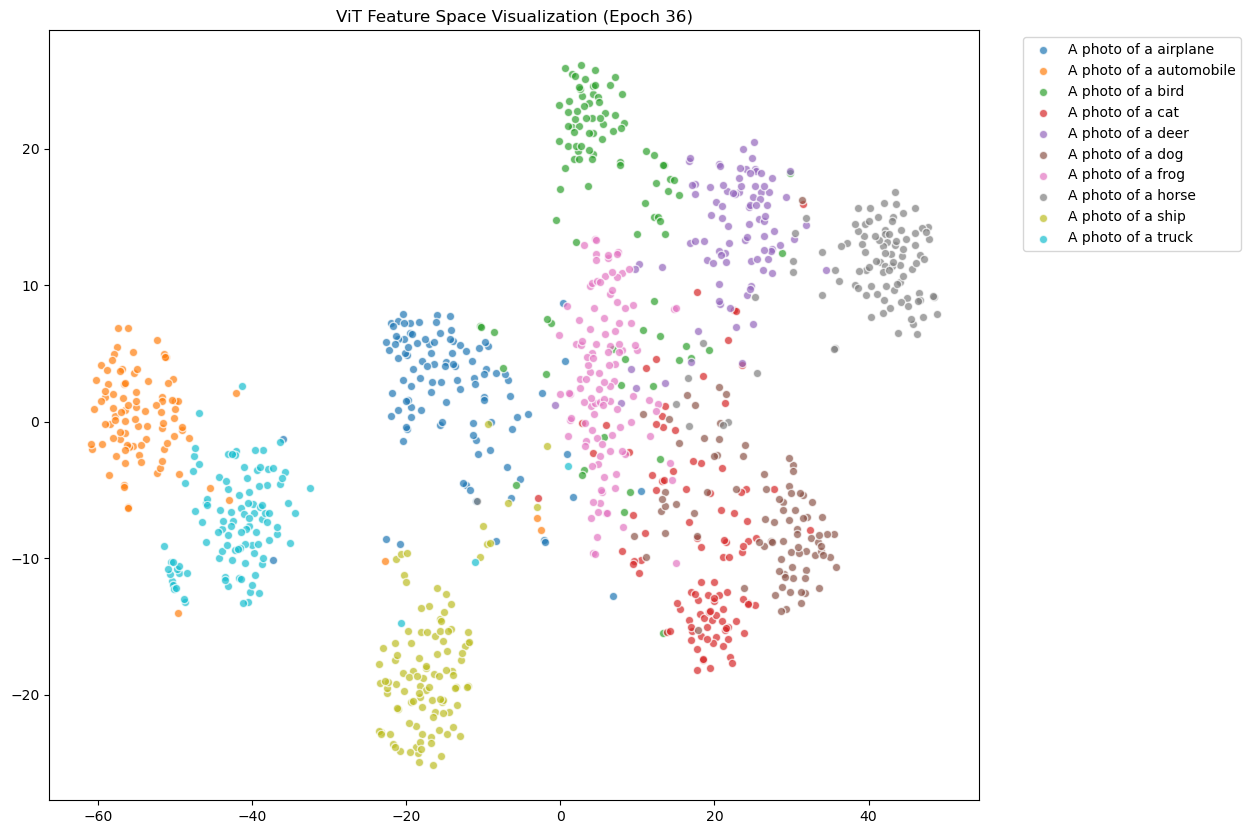 ViT Feature Space Visualization (Epoch 36)
A photo of a airplane
A photo of a automobile
A photo of a bird
A photo of a cat
A photo of a deer
A photo of a dog
A photo of a frog
A photo of a horse
A photo of a ship
A photo of a truck
20
10
0
−10
−20
−60 −40 −20 0 20 40